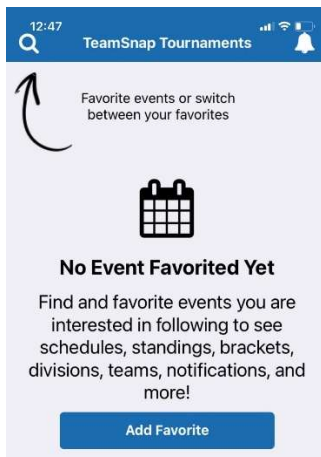 12:47
TeamSnap Tournaments
Favorite events or switch
between your favorites
No Event Favorited Yet
Find and favorite events you are
interested in following to see
schedules, standings, brackets,
divisions, teams, notifications, and
more!
Add Favorite